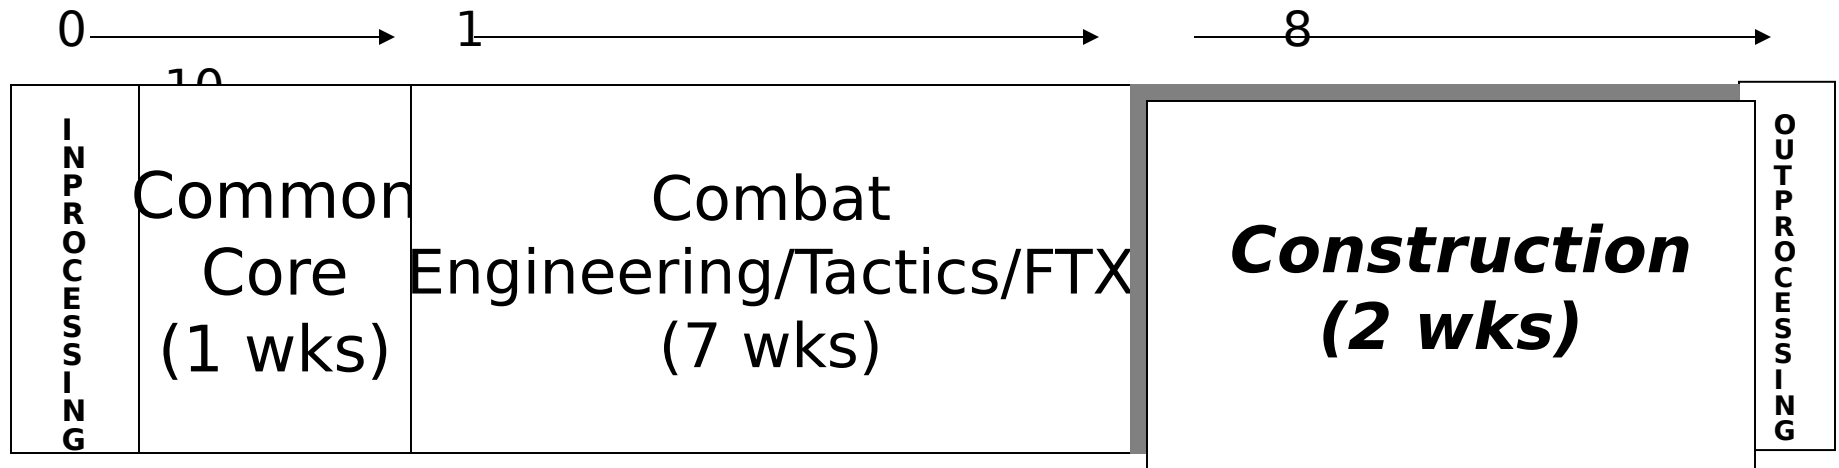 0 1 8
10
INPROCESSING
Common
Core
(1 wks)
Combat
Engineering/Tactics/FTX
(7 wks)
Construction
(2 wks)
OUTPROCESSING